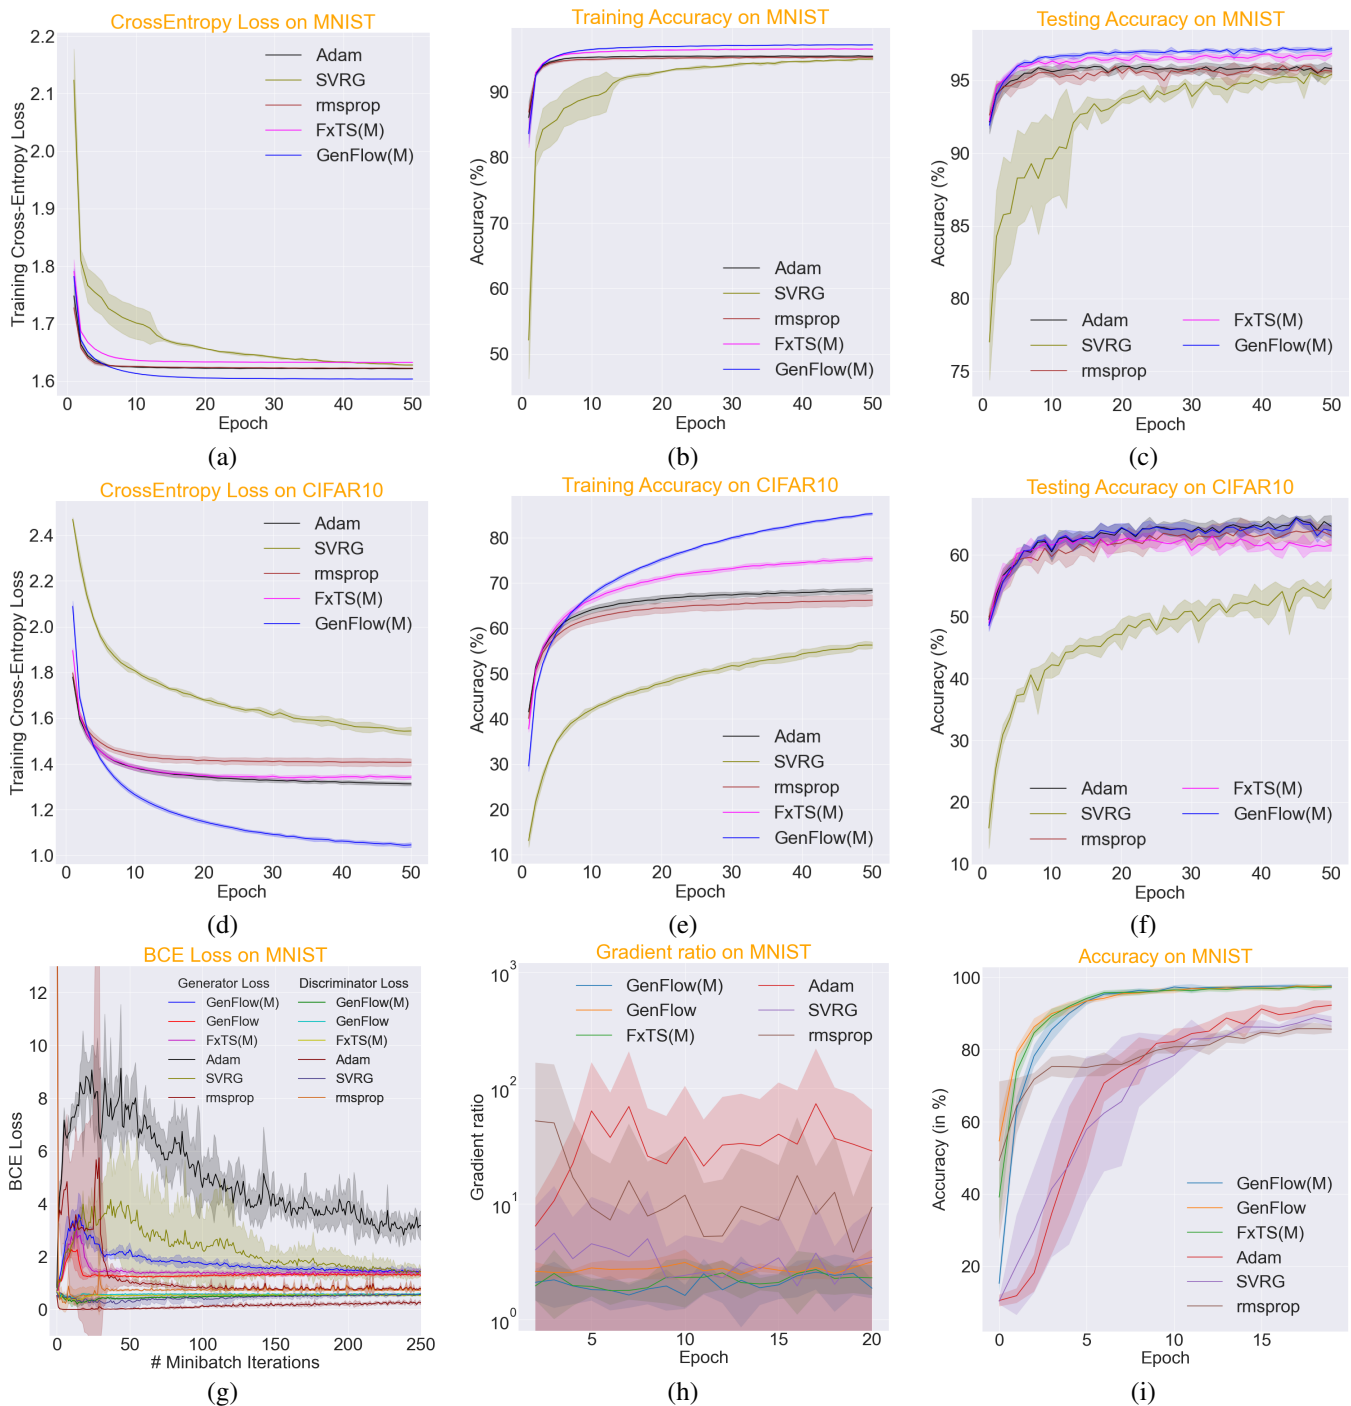 CrossEntropy Loss on MNIST
Training Cross-Entropy Loss
2.2
2.1
2.0
1.9
1.8
1.7
1.6
Adam
SVRG
rmsprop
FxTS(M)
GenFlow(M)
0 10 20 30 40 50
Epoch
(a)
Training Accuracy on MNIST
Accuracy (%)
90
80
70
60
50
Adam
SVRG
rmsprop
FxTS(M)
GenFlow(M)
0 10 20 30 40 50
Epoch
(b)
Testing Accuracy on MNIST
Accuracy (%)
95
90
85
80
75
Adam FxTS(M)
SVRG GenFlow(M)
rmsprop
0 10 20 30 40 50
Epoch
(c)
CrossEntropy Loss on CIFAR10
Training Cross-Entropy Loss
2.4
2.2
2.0
1.8
1.6
1.4
1.2
1.0
Adam
SVRG
rmsprop
FxTS(M)
GenFlow(M)
0 10 20 30 40 50
Epoch
(d)
Training Accuracy on CIFAR10
Accuracy (%)
80
70
60
50
40
30
20
10
Adam
SVRG
rmsprop
FxTS(M)
GenFlow(M)
0 10 20 30 40 50
Epoch
(e)
Testing Accuracy on CIFAR10
Accuracy (%)
60
50
40
30
20
10
Adam FxTS(M)
SVRG GenFlow(M)
rmsprop
0 10 20 30 40 50
Epoch
(f)
BCE Loss on MNIST
BCE Loss
12
10
8
6
4
2
0
Generator Loss Discriminator Loss
GenFlow(M) GenFlow(M)
GenFlow GenFlow
FxTS(M) FxTS(M)
Adam Adam
SVRG SVRG
rmsprop rmsprop
0 50 100 150 200 250
# Minibatch Iterations
(g)
Gradient ratio on MNIST
Gradient ratio
10^3
10^2
10^1
10^0
GenFlow(M) Adam
GenFlow SVRG
FxTS(M) rmsprop
5 10 15 20
Epoch
(h)
Accuracy on MNIST
Accuracy (in %)
100
80
60
40
20
GenFlow(M)
GenFlow
FxTS(M)
Adam
SVRG
rmsprop
0 5 10 15
Epoch
(i)